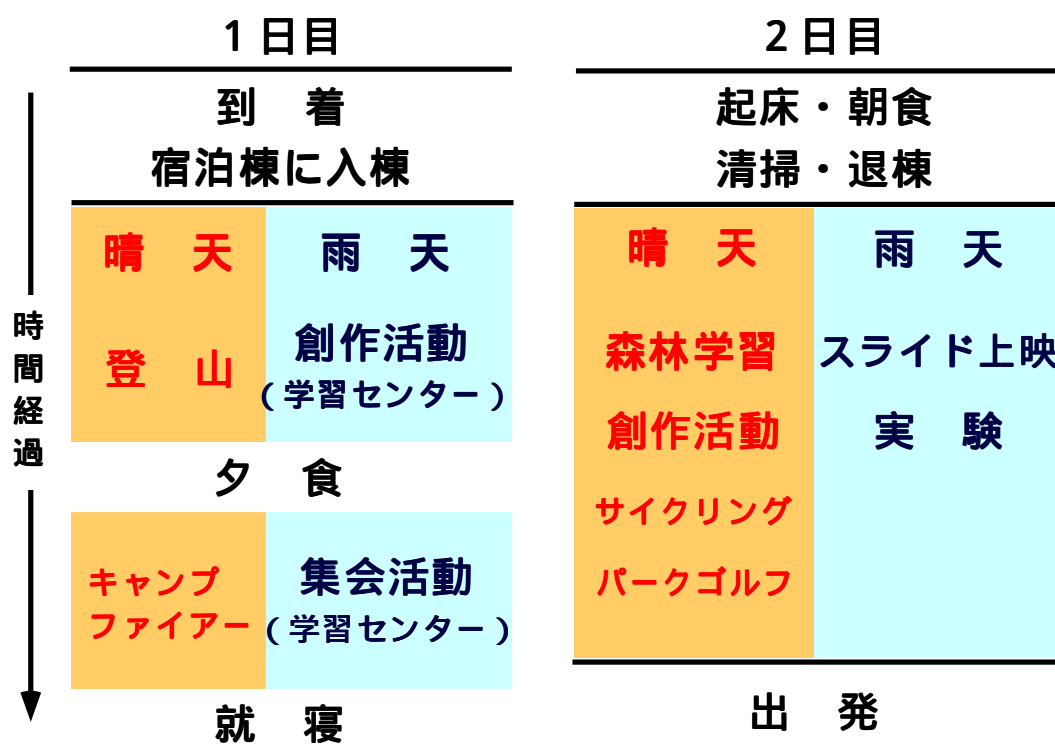 1日目
到　着
宿泊棟に入棟
晴　天
雨　天
登　山
創作活動
(学習センター)
夕　食
キャンプ
ファイアー
集会活動
(学習センター)
就　寝
時間経過
2日目
起床・朝食
清掃・退棟
晴　天
雨　天
森林学習
スライド上映
創作活動
実　験
サイクリング
パークゴルフ
出　発